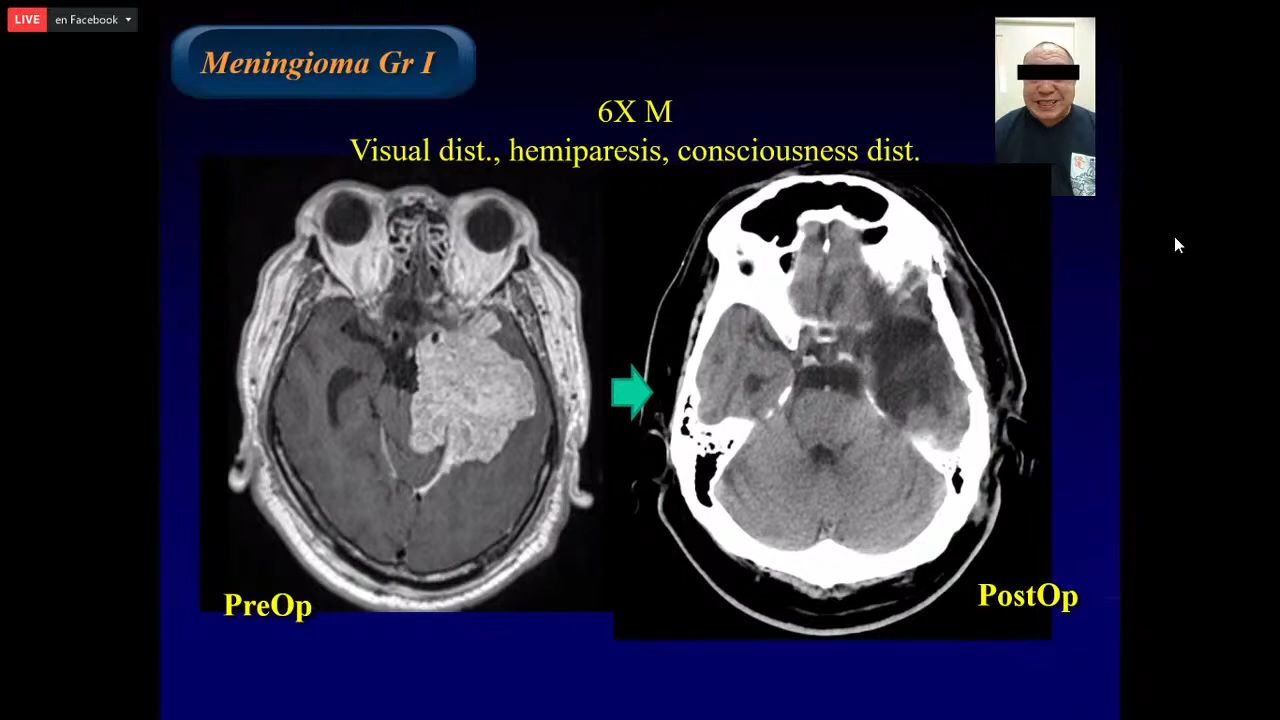 LIVE en Facebook
Meningioma Gr I
6X M
Visual dist., hemiparesis, consciousness dist.
PreOp
PostOp